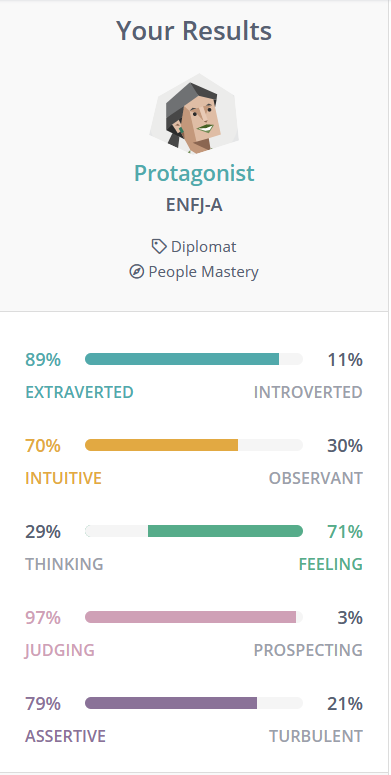 Your Results
Protagonist
ENFJ-A
Diplomat
People Mastery
89% 11%
EXTRAVERTED INTROVERTED
70% 30%
INTUITIVE OBSERVANT
29% 71%
THINKING FEELING
97% 3%
JUDGING PROSPECTING
79% 21%
ASSERTIVE TURBULENT